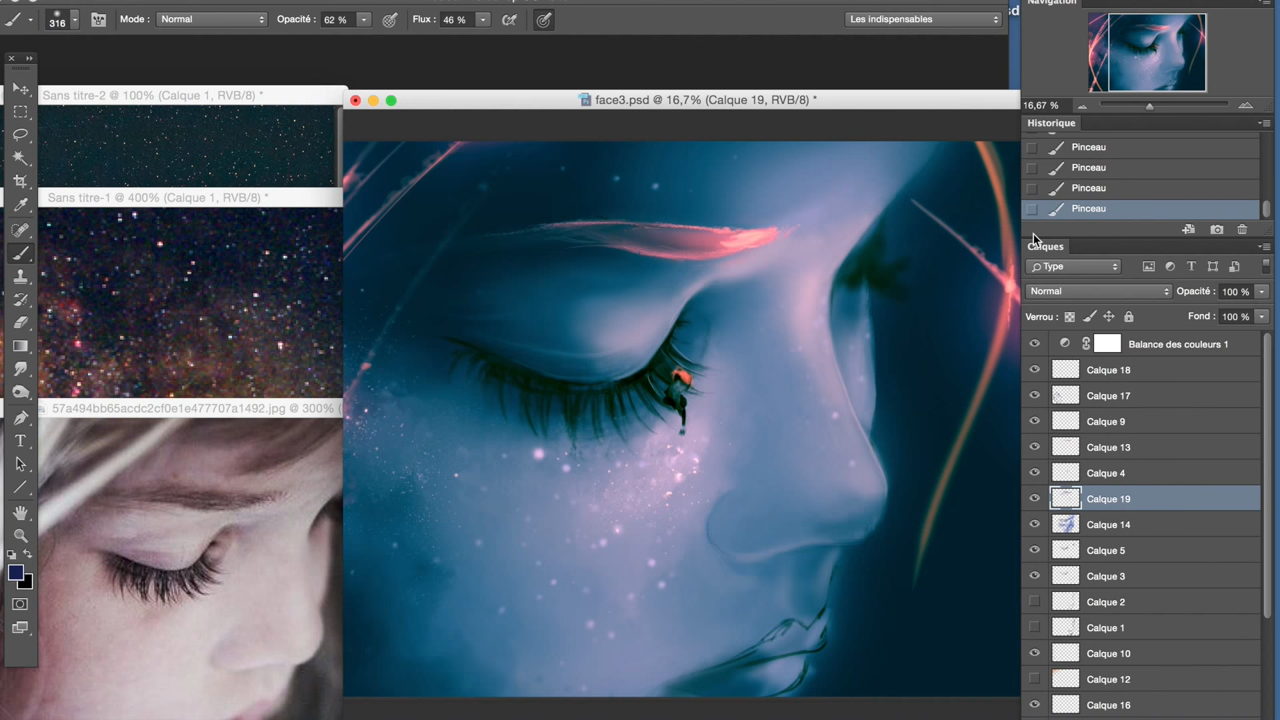 Navigation
316
Mode : Normal
Opacité : 62 %
Flux : 46 %
Les indispensables
sd
Sans titre-2 @ 100% (Calque 1, RVB/8) *
face3.psd @ 16,7% (Calque 19, RVB/8) *
16,67 %
Historique
Pinceau
Pinceau
Pinceau
Pinceau
Sans titre-1 @ 400% (Calque 1, RVB/8) *
Calques
Type
Normal
Opacité : 100 %
Verrou :
Fond : 100 %
Balance des couleurs 1
Calque 18
Calque 17
57a494bb65acdc2cf0e1e477707a1492.jpg @ 300% (
Calque 9
Calque 13
Calque 4
Calque 19
Calque 14
Calque 5
Calque 3
Calque 2
Calque 1
Calque 10
Calque 12
Calque 16